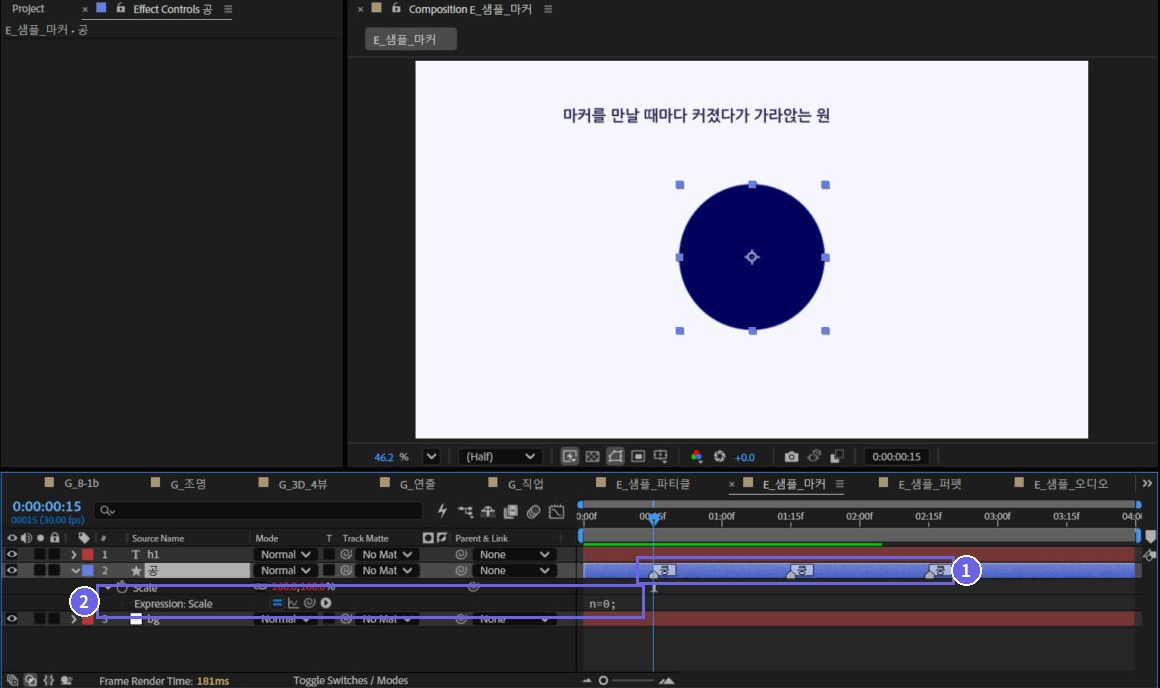 Project × Effect Controls 공 ≡
E_샘플_마커 • 공
× Composition E_샘플_마커 ≡
E_샘플_마커
마커를 만날 때마다 커졌다가 가라앉는 원
46.2 % (Half) +0.0 0:00:00:15
G_8-1b G_조명 G_3D_4뷰 G_연출 G_직업 E_샘플_파티클 × E_샘플_마커 ≡ E_샘플_퍼펫 E_샘플_오디오 »
0:00:00:15
00015 (30.00 fps)
01:00f 01:15f 02:00f 02:15f 03:00f 03:15f
# Source Name Mode T Track Matte Parent & Link
1 T h1 Normal No Mat None
2 공 Normal No Mat None 공 공 공 1
Scale
2 Expression: Scale n=0;
3 bg Normal No Mat None
Frame Render Time: 181ms Toggle Switches / Modes